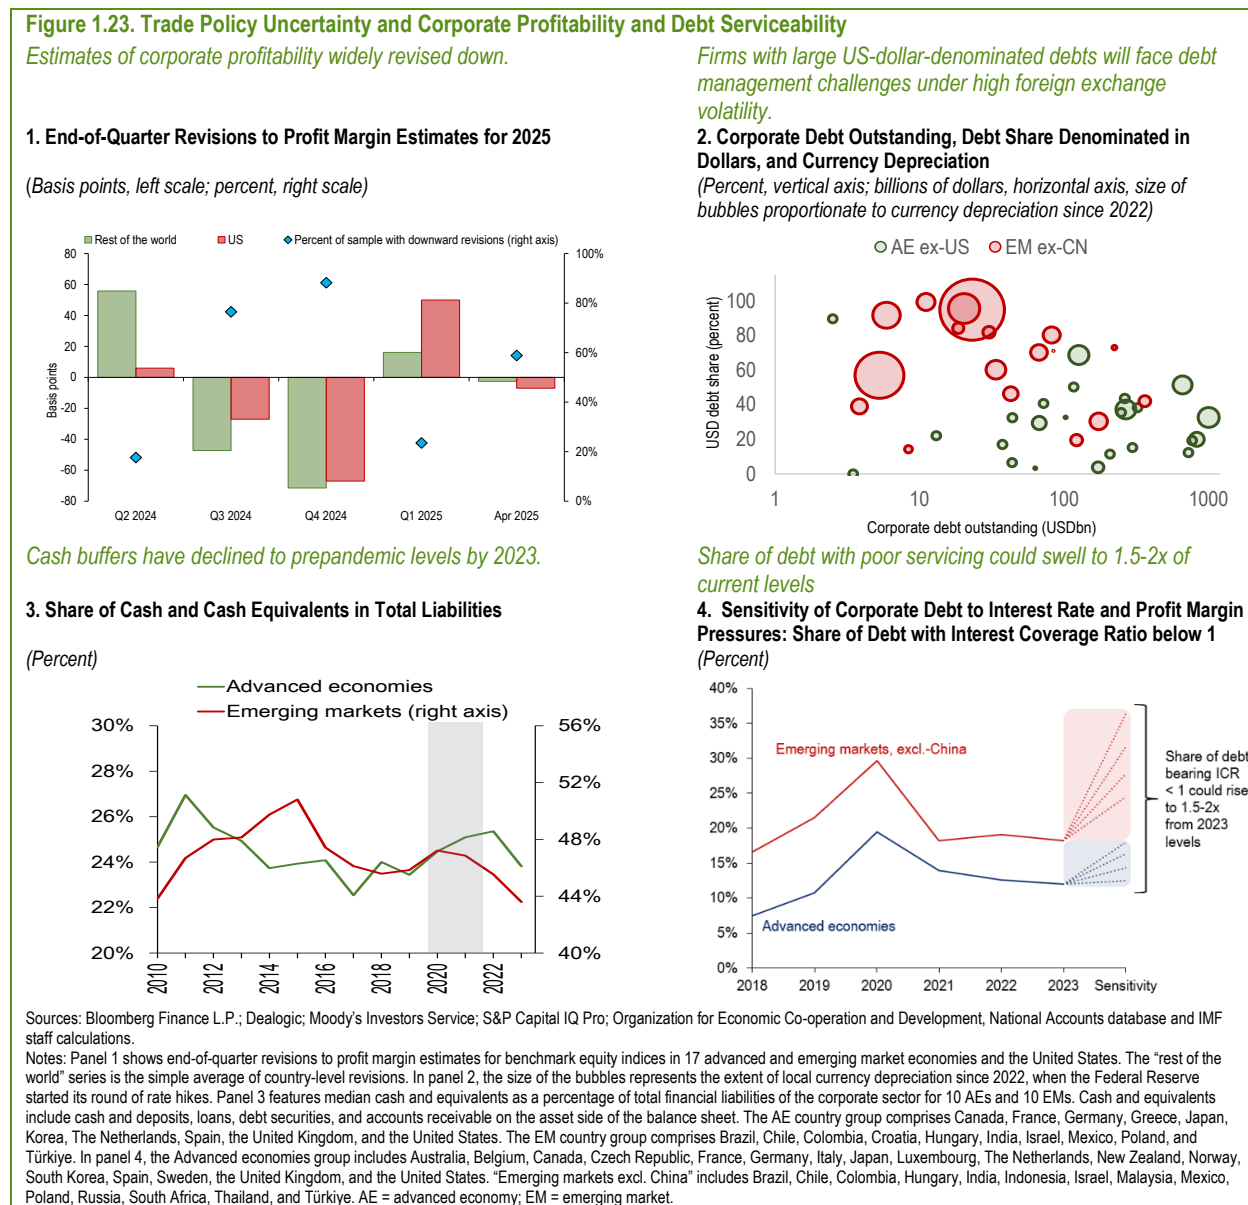 Figure 1.23. Trade Policy Uncertainty and Corporate Profitability and Debt Serviceability
Estimates of corporate profitability widely revised down.
1. End-of-Quarter Revisions to Profit Margin Estimates for 2025
(Basis points, left scale; percent, right scale)
Rest of the world
US
Percent of sample with downward revisions (right axis)
80
60
40
20
0
-20
-40
-60
-80
Basis points
100%
80%
60%
40%
20%
0%
Q2 2024
Q3 2024
Q4 2024
Q1 2025
Apr 2025
Firms with large US-dollar-denominated debts will face debt
management challenges under high foreign exchange
volatility.
2. Corporate Debt Outstanding, Debt Share Denominated in
Dollars, and Currency Depreciation
(Percent, vertical axis; billions of dollars, horizontal axis, size of
bubbles proportionate to currency depreciation since 2022)
AE ex-US
EM ex-CN
USD debt share (percent)
100
80
60
40
20
0
1
10
100
1000
Corporate debt outstanding (USDbn)
Cash buffers have declined to prepandemic levels by 2023.
3. Share of Cash and Cash Equivalents in Total Liabilities
(Percent)
Advanced economies
Emerging markets (right axis)
30%
28%
26%
24%
22%
20%
56%
52%
48%
44%
40%
2010
2012
2014
2016
2018
2020
2022
Share of debt with poor servicing could swell to 1.5-2x of
current levels
4. Sensitivity of Corporate Debt to Interest Rate and Profit Margin
Pressures: Share of Debt with Interest Coverage Ratio below 1
(Percent)
40%
35%
30%
25%
20%
15%
10%
5%
0%
Emerging markets, excl.-China
Advanced economies
2018
2019
2020
2021
2022
2023
Sensitivity
Share of debt
bearing ICR
< 1 could rise
to 1.5-2x
from 2023
levels
Sources: Bloomberg Finance L.P.; Dealogic; Moody's Investors Service; S&P Capital IQ Pro; Organization for Economic Co-operation and Development, National Accounts database and IMF
staff calculations.
Notes: Panel 1 shows end-of-quarter revisions to profit margin estimates for benchmark equity indices in 17 advanced and emerging market economies and the United States. The “rest of the
world” series is the simple average of country-level revisions. In panel 2, the size of the bubbles represents the extent of local currency depreciation since 2022, when the Federal Reserve
started its round of rate hikes. Panel 3 features median cash and equivalents as a percentage of total financial liabilities of the corporate sector for 10 AEs and 10 EMs. Cash and equivalents
include cash and deposits, loans, debt securities, and accounts receivable on the asset side of the balance sheet. The AE country group comprises Canada, France, Germany, Greece, Japan,
Korea, The Netherlands, Spain, the United Kingdom, and the United States. The EM country group comprises Brazil, Chile, Colombia, Croatia, Hungary, India, Israel, Mexico, Poland, and
Türkiye. In panel 4, the Advanced economies group includes Australia, Belgium, Canada, Czech Republic, France, Germany, Italy, Japan, Luxembourg, The Netherlands, New Zealand, Norway,
South Korea, Spain, Sweden, the United Kingdom, and the United States. “Emerging markets excl. China” includes Brazil, Chile, Colombia, Hungary, India, Indonesia, Israel, Malaysia, Mexico,
Poland, Russia, South Africa, Thailand, and Türkiye. AE = advanced economy; EM = emerging market.